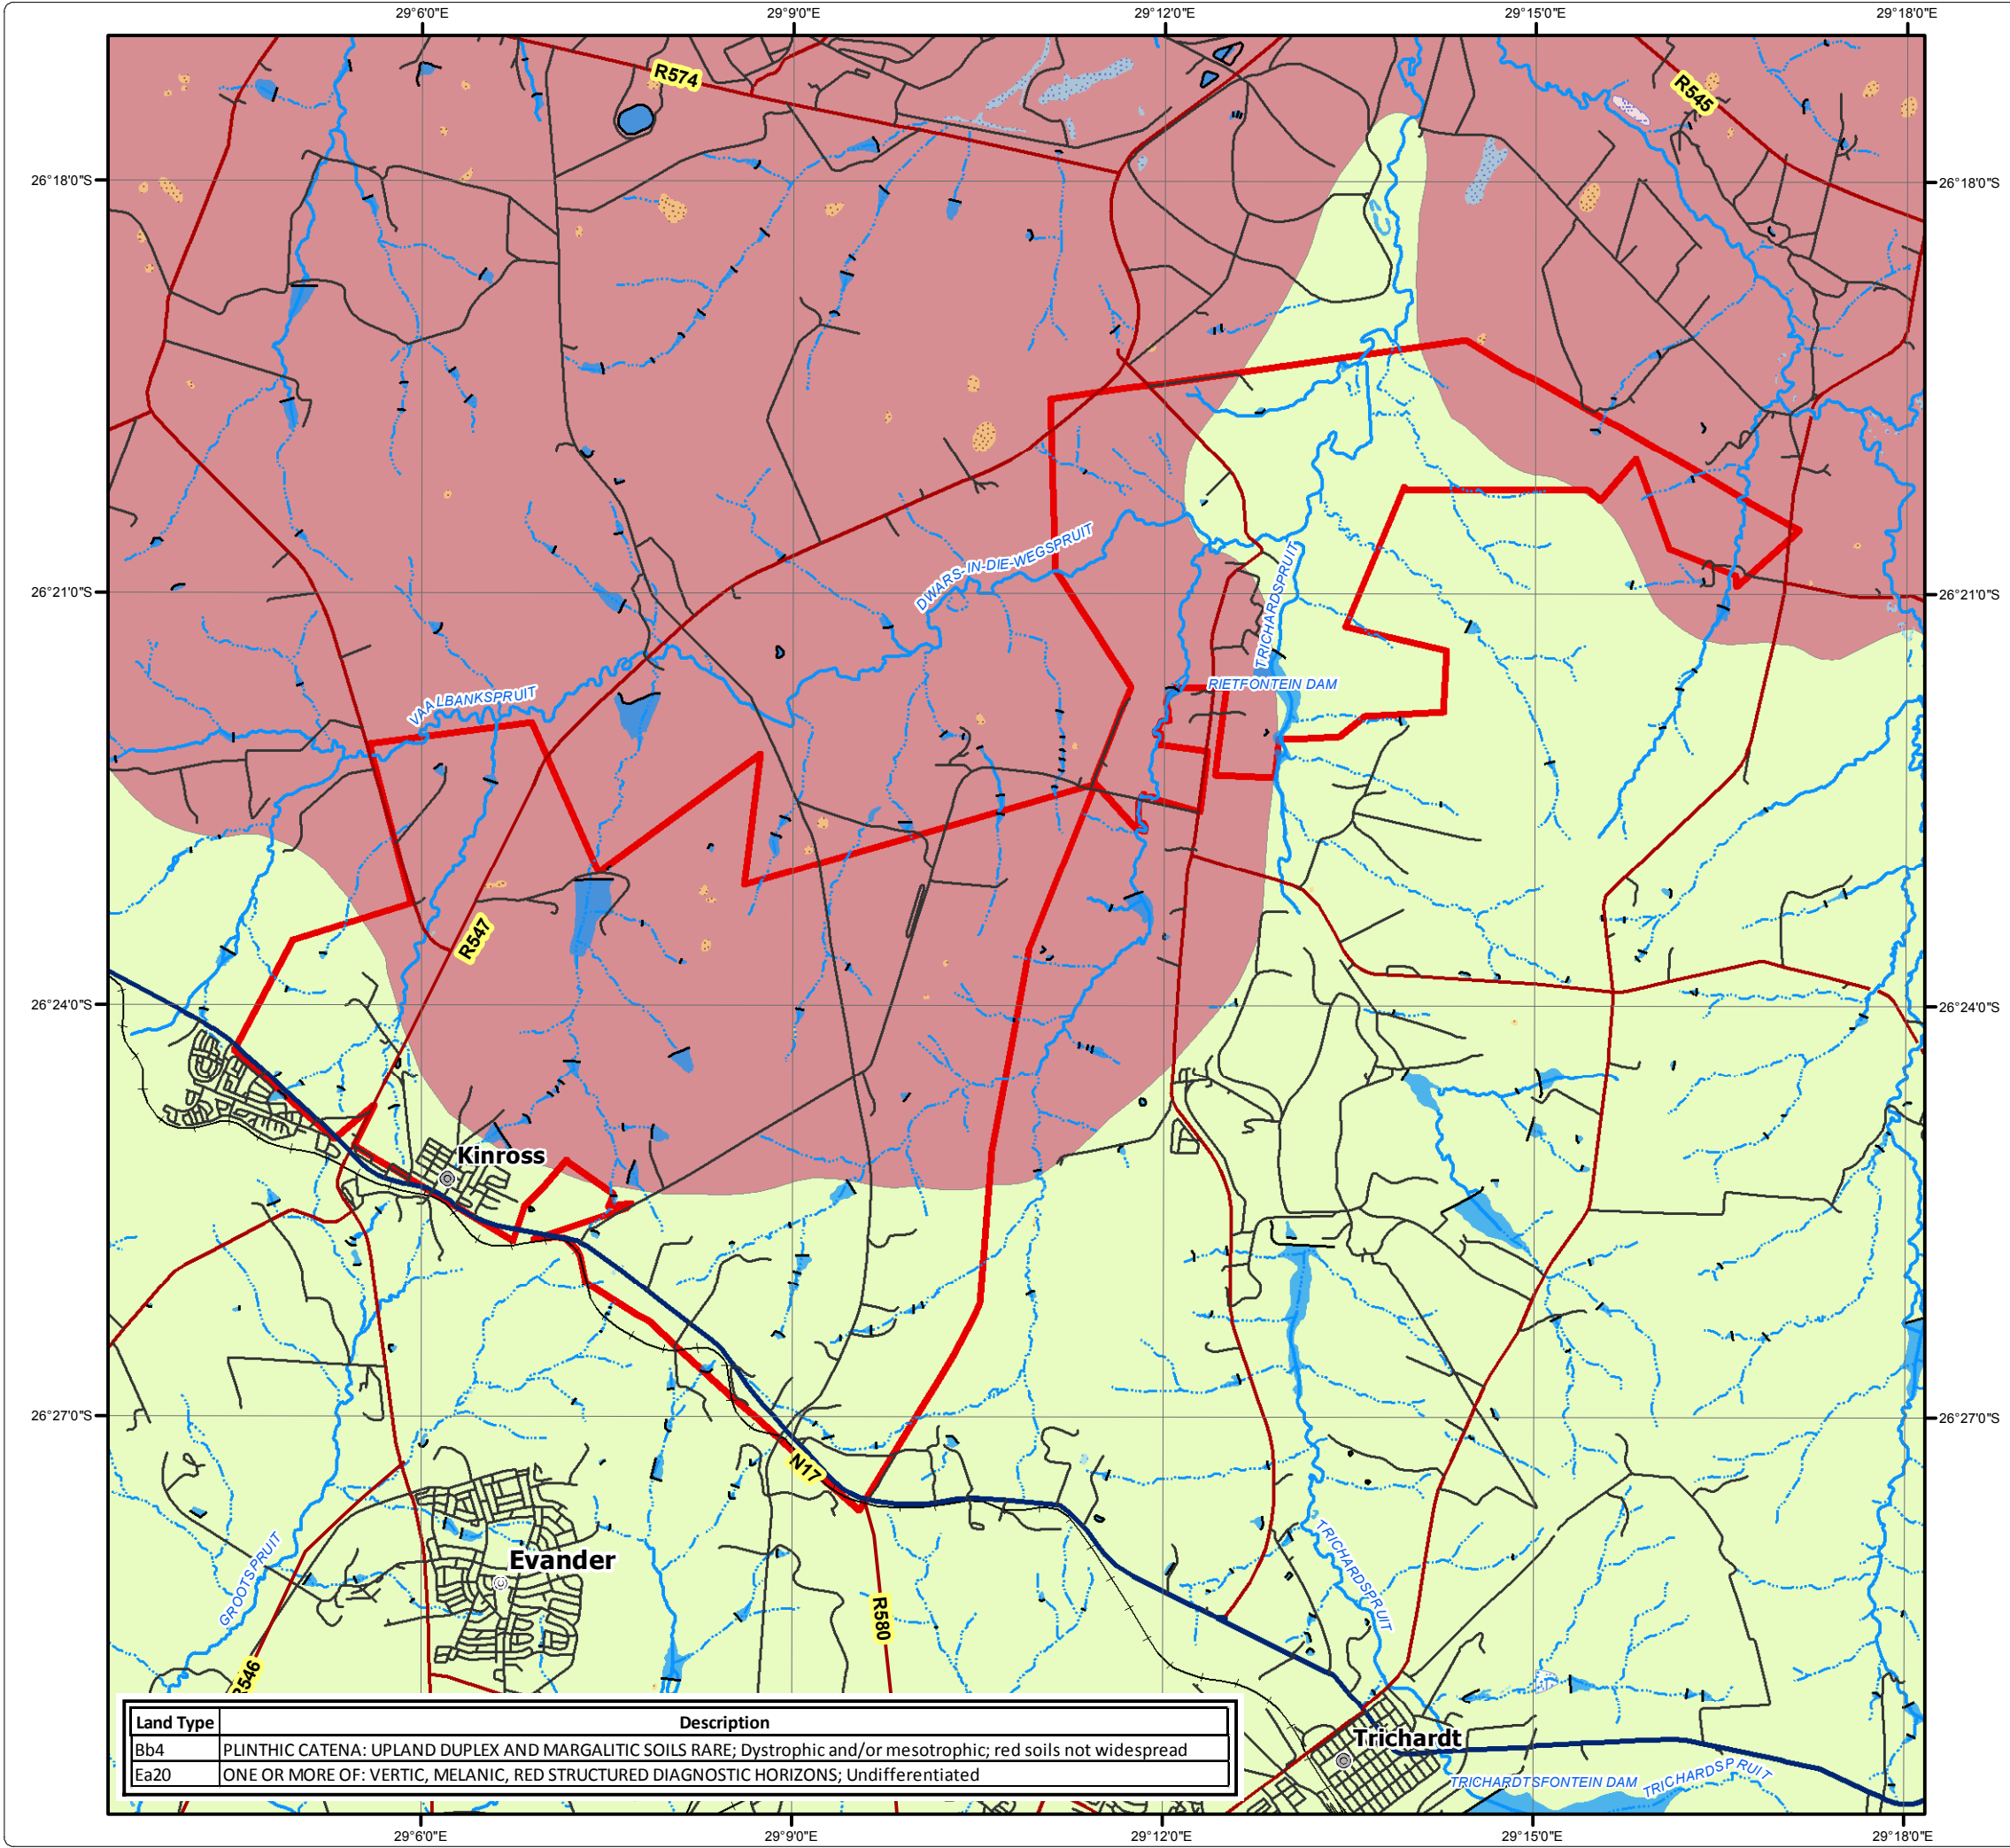 29°6'0"E
29°9'0"E
29°12'0"E
29°15'0"E
29°18'0"E
R574
R545
26°18'0"S
26°18'0"S
DWARS-IN-DIE-WEGSPRUIT
TRICHARDSPRUIT
26°21'0"S
26°21'0"S
RIETFONTEIN DAM
VAALBANKSPRUIT
R547
26°24'0"S
26°24'0"S
Kinross
26°27'0"S
26°27'0"S
N17
Evander
GROOTSPRUIT
TRICHARDSPRUIT
R580
R546
Land Type Description
Bb4 PLINTHIC CATENA: UPLAND DUPLEX AND MARGALITIC SOILS RARE; Dystrophic and/or mesotrophic; red soils not widespread
Ea20 ONE OR MORE OF: VERTIC, MELANIC, RED STRUCTURED DIAGNOSTIC HORIZONS; Undifferentiated
Trichardt
TRICHARDTSFONTEIN DAM
TRICHARDSPRUIT
29°6'0"E
29°9'0"E
29°12'0"E
29°15'0"E
29°18'0"E